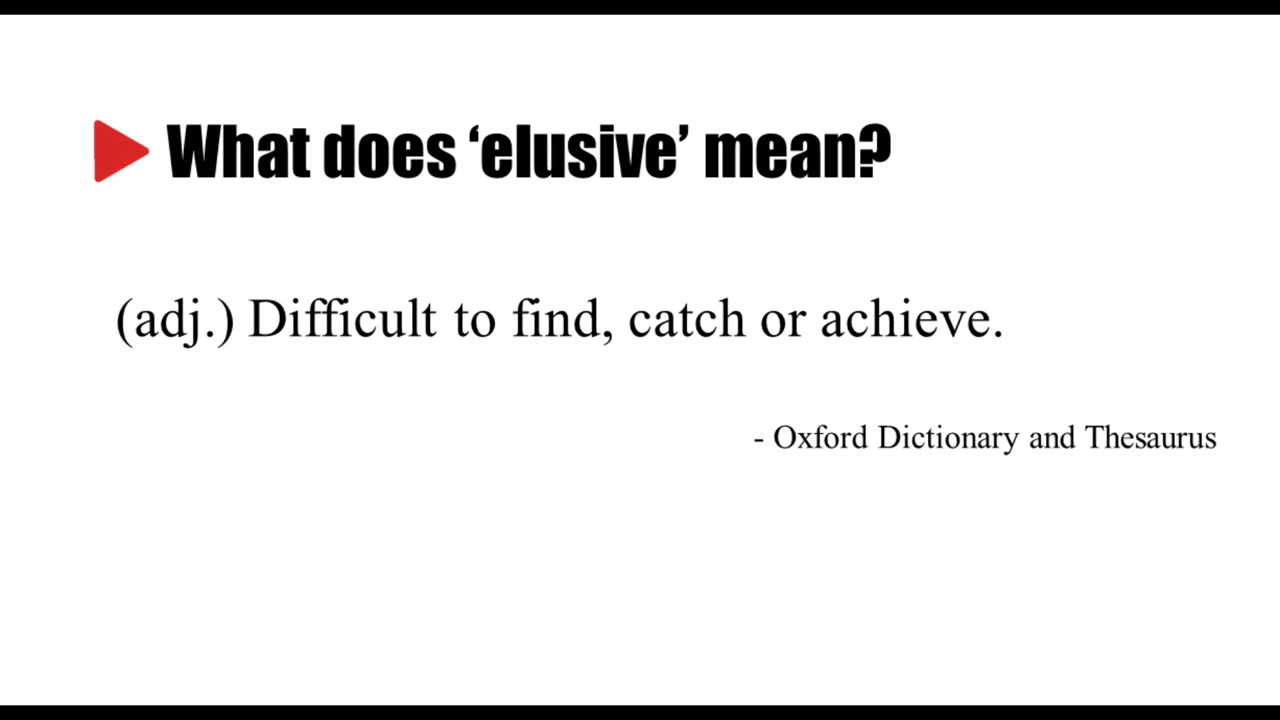 What does ‘elusive’ mean?
(adj.) Difficult to find, catch or achieve.
- Oxford Dictionary and Thesaurus